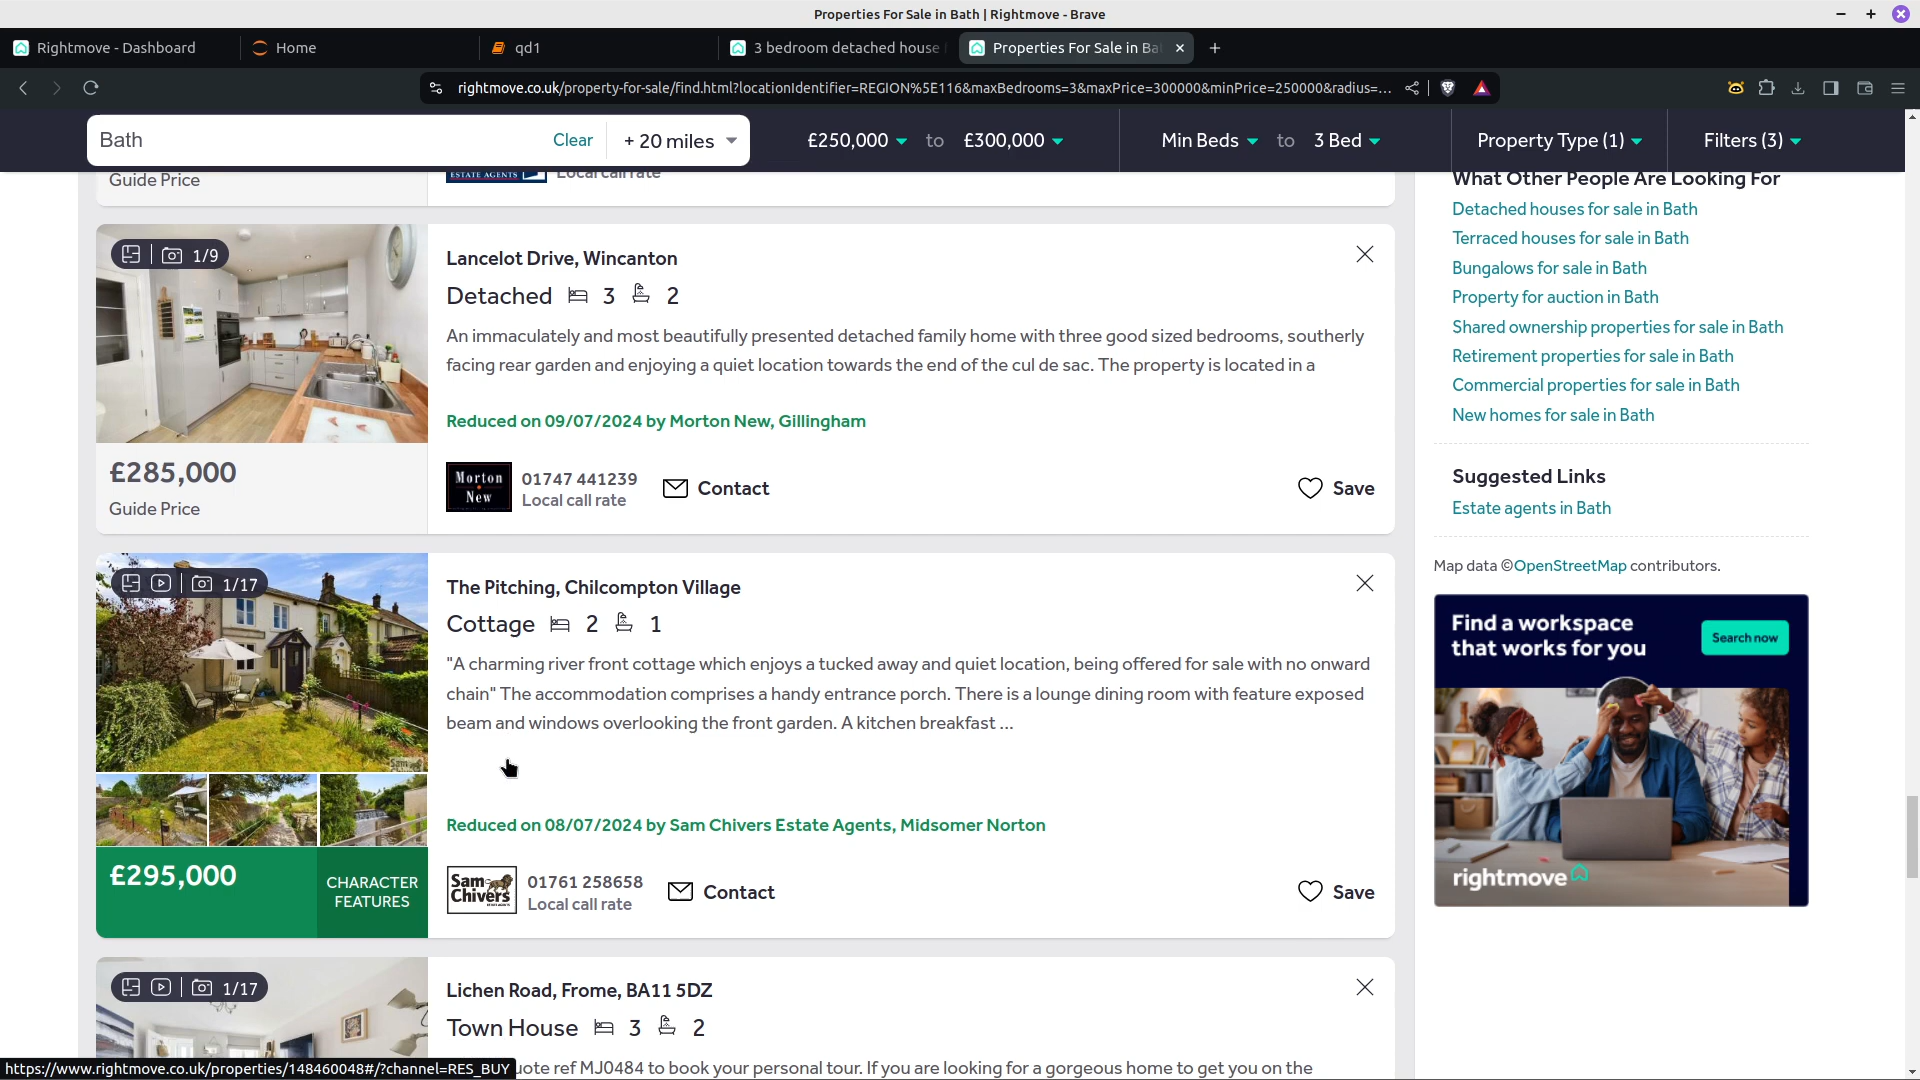 Properties For Sale in Bath | Rightmove - Brave
Rightmove - Dashboard
Home
qd1
3 bedroom detached house
Properties For Sale in Ba
rightmove.co.uk/property-for-sale/find.html?locationIdentifier=REGION%5E116&maxBedrooms=3&maxPrice=300000&minPrice=250000&radius=...
Bath
Clear
+ 20 miles
£250,000 to £300,000
Min Beds to 3 Bed
Property Type (1)
Filters (3)
Guide Price
ESTATE AGENTS
Local call rate
1/9
Lancelot Drive, Wincanton
Detached 3 2
An immaculately and most beautifully presented detached family home with three good sized bedrooms, southerly
facing rear garden and enjoying a quiet location towards the end of the cul de sac. The property is located in a
Reduced on 09/07/2024 by Morton New, Gillingham
£285,000
Guide Price
Morton
New
01747 441239
Local call rate
Contact
Save
1/17
The Pitching, Chilcompton Village
Cottage 2 1
"A charming river front cottage which enjoys a tucked away and quiet location, being offered for sale with no onward
chain" The accommodation comprises a handy entrance porch. There is a lounge dining room with feature exposed
beam and windows overlooking the front garden. A kitchen breakfast ...
Reduced on 08/07/2024 by Sam Chivers Estate Agents, Midsomer Norton
£295,000
CHARACTER
FEATURES
Sam
Chivers
01761 258658
Local call rate
Contact
Save
1/17
Lichen Road, Frome, BA11 5DZ
Town House 3 2
uote ref MJ0484 to book your personal tour. If you are looking for a gorgeous home to get you on the
https://www.rightmove.co.uk/properties/148460048#/?channel=RES_BUY
What Other People Are Looking For
Detached houses for sale in Bath
Terraced houses for sale in Bath
Bungalows for sale in Bath
Property for auction in Bath
Shared ownership properties for sale in Bath
Retirement properties for sale in Bath
Commercial properties for sale in Bath
New homes for sale in Bath
Suggested Links
Estate agents in Bath
Map data ©OpenStreetMap contributors.
Find a workspace
that works for you
Search now
rightmove